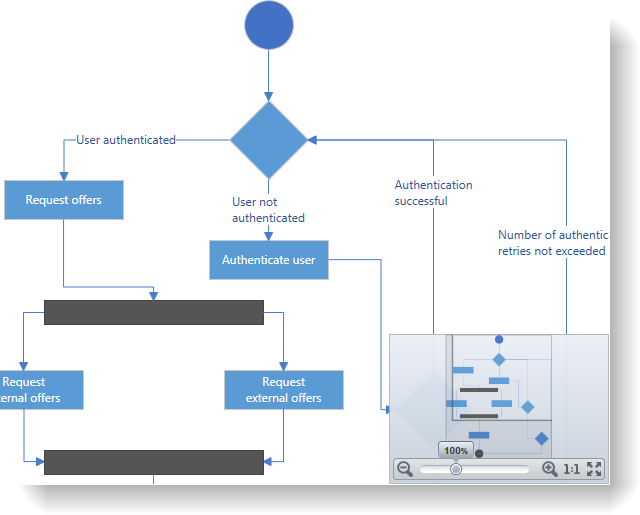 User authenticated
Authentication
successful
Request offers
User not
authenticated
Number of authentic
retries not exceeded
Authenticate user
Request
ernal offers
Request
external offers
100%
1:1